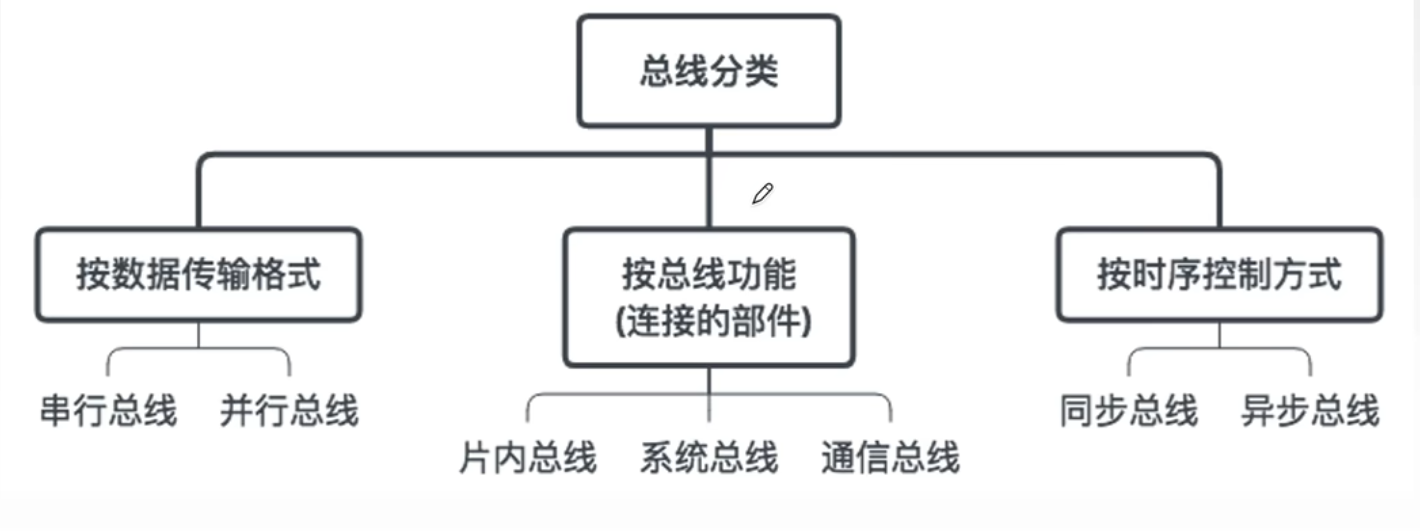 总线分类
按数据传输格式
按总线功能
(连接的部件)
按时序控制方式
串行总线
并行总线
片内总线
系统总线
通信总线
同步总线
异步总线